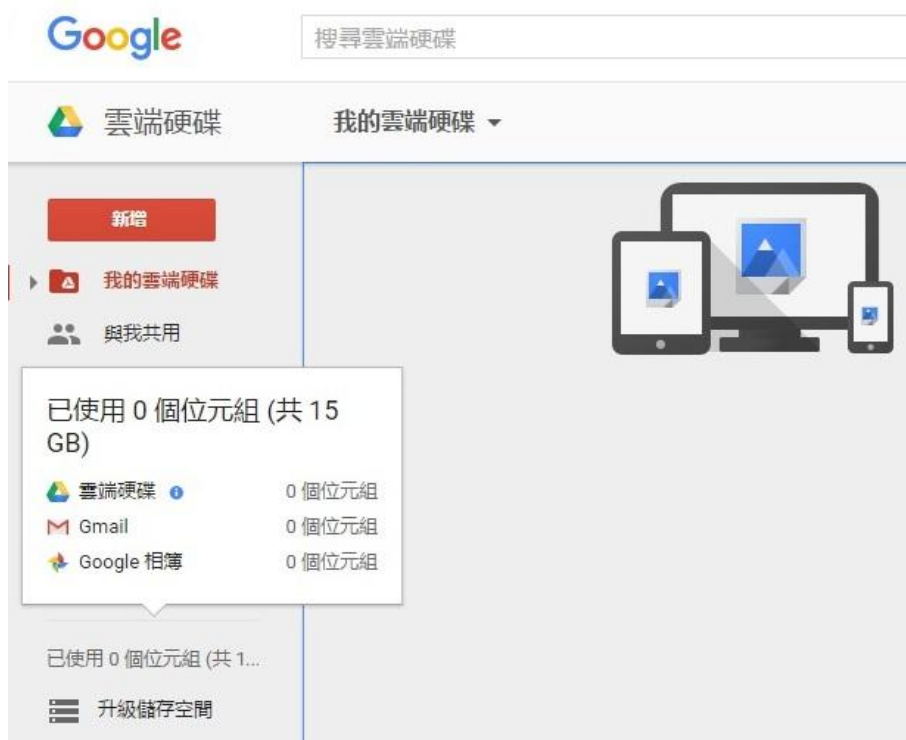 Google
搜尋雲端硬碟
雲端硬碟
我的雲端硬碟
新增
我的雲端硬碟
與我共用
已使用 0 個位元組 (共 15
GB)
雲端硬碟 0 個位元組
Gmail 0 個位元組
Google 相簿 0 個位元組
已使用 0 個位元組 (共 1...
升級儲存空間